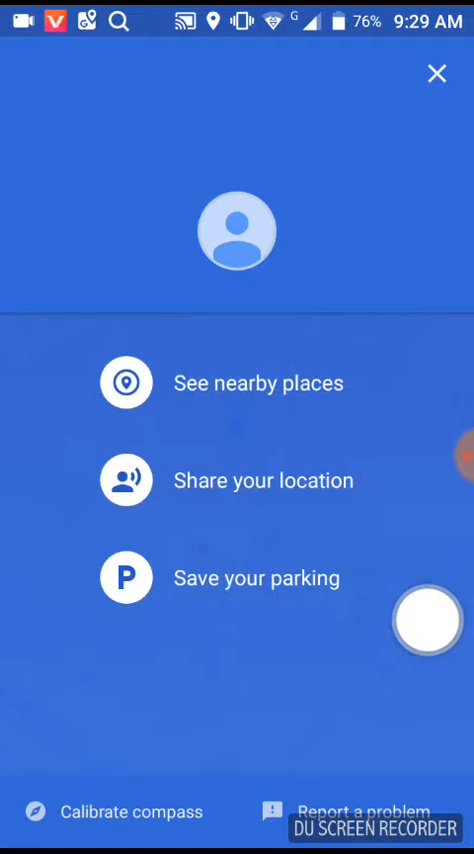 G 76% 9:29 AM
See nearby places
Share your location
P Save your parking
Calibrate compass Report a problem
DU SCREEN RECORDER